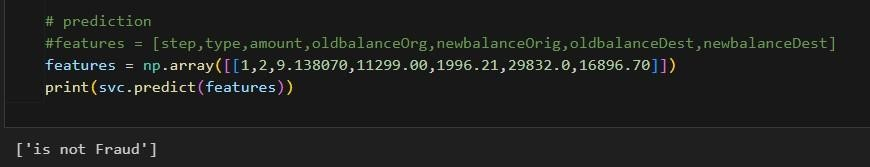 # prediction
#features = [step,type,amount,oldbalanceOrg,newbalanceOrig,oldbalanceDest,newbalanceDest]
features = np.array([[1,2,9.138070,11299.00,1996.21,29832.0,16896.70]])
print(svc.predict(features))
['is not Fraud']